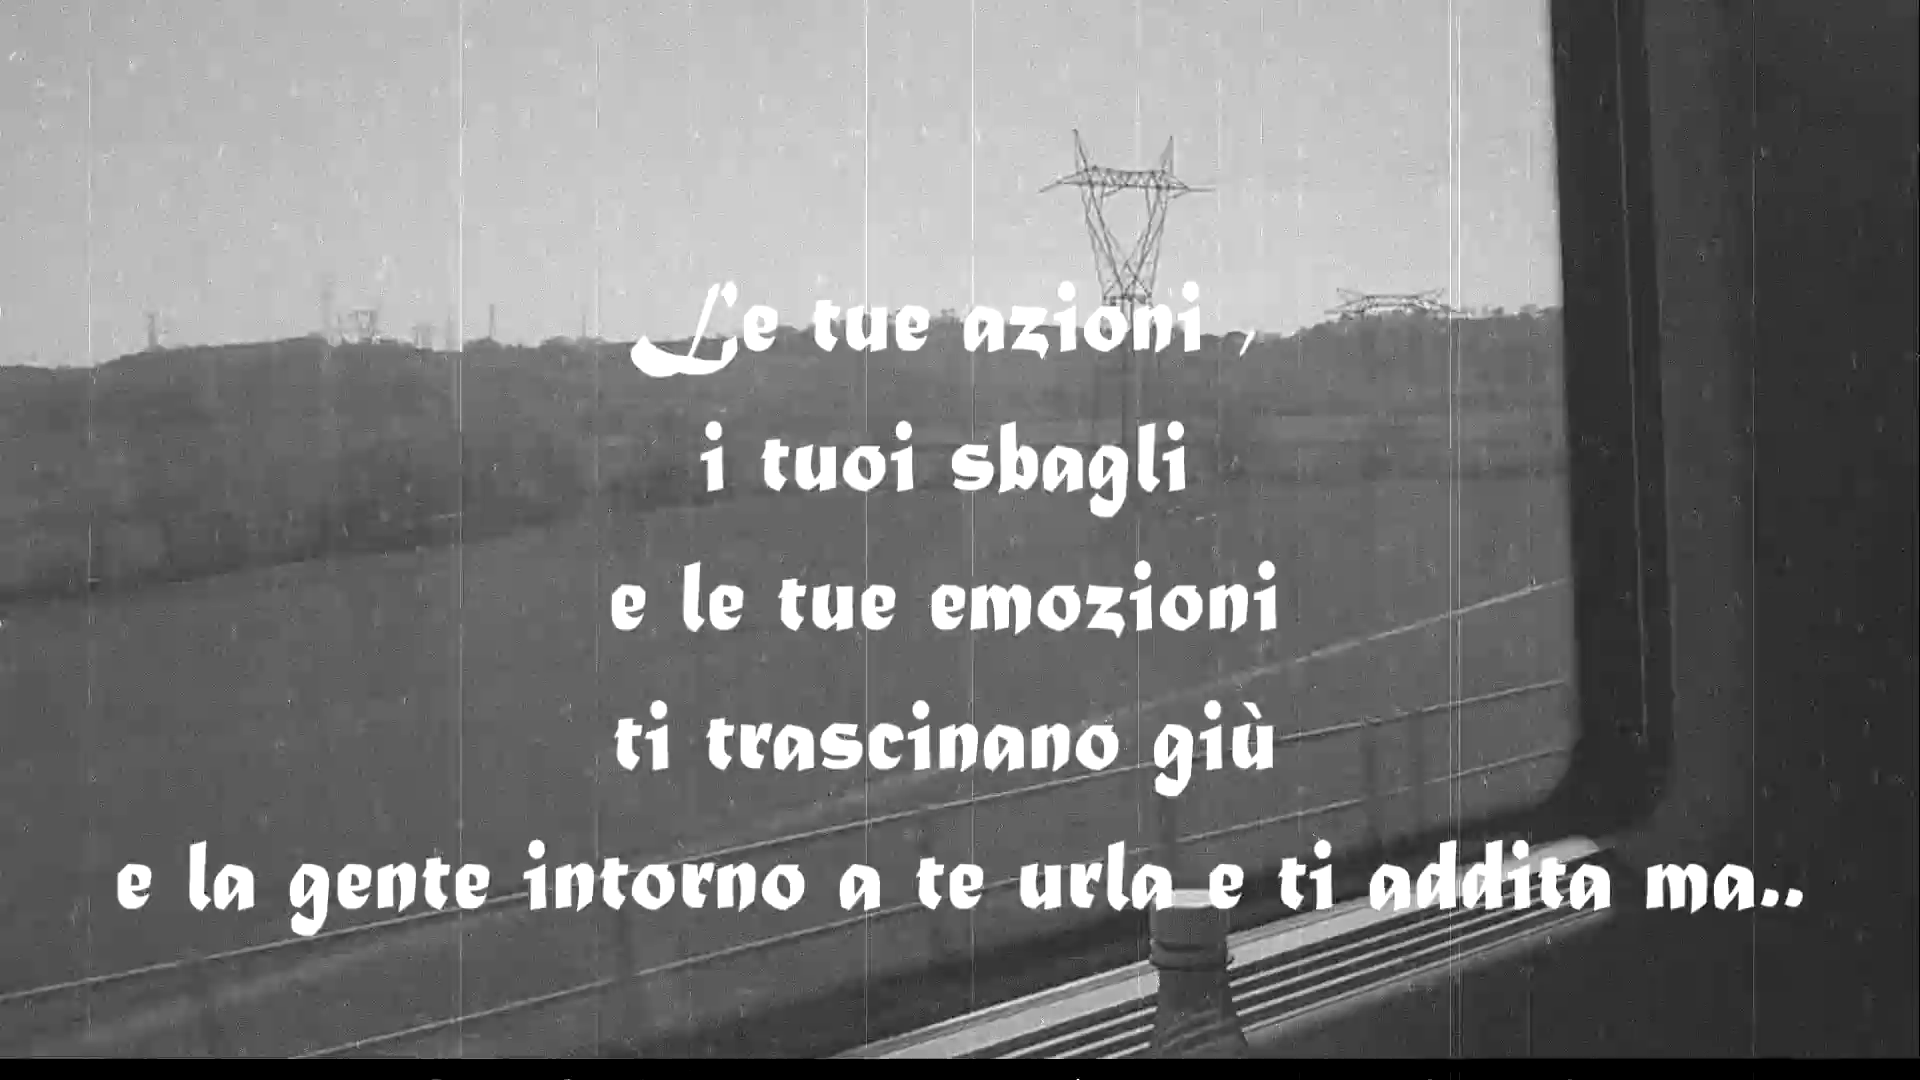 Le tue azioni ,
i tuoi sbagli
e le tue emozioni
ti trascinano giù
e la gente intorno a te urla e ti addita ma..